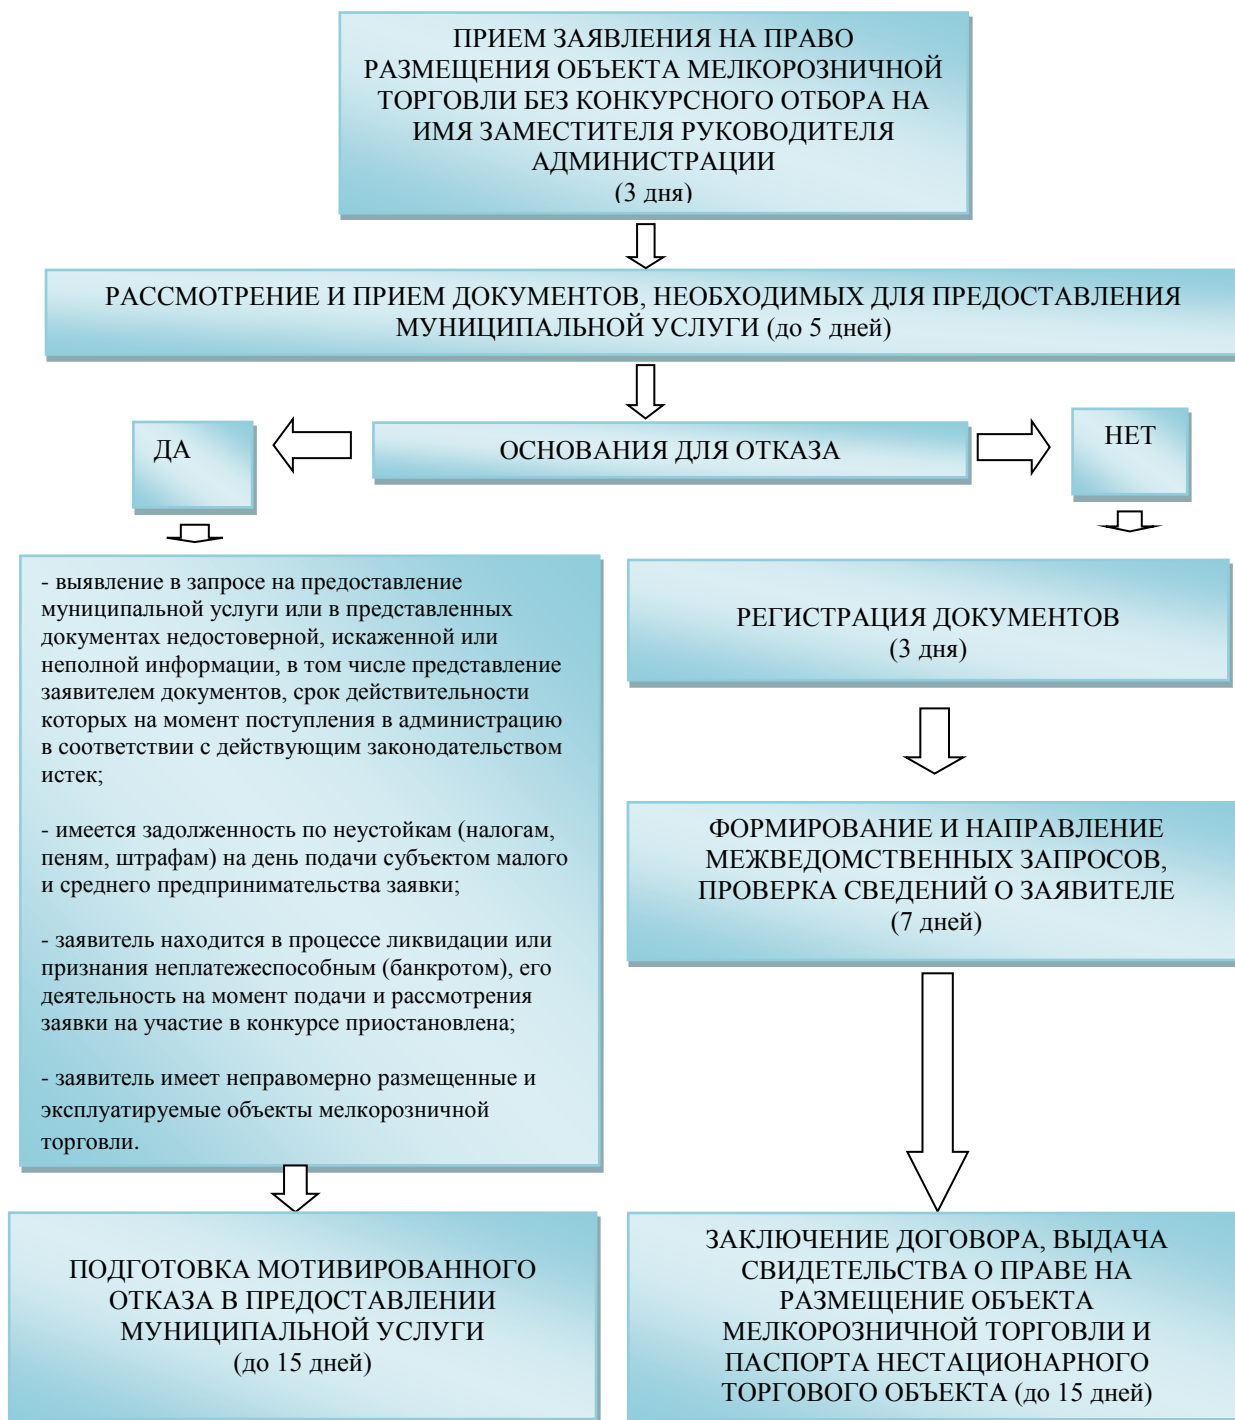 ПРИЕМ ЗАЯВЛЕНИЯ НА ПРАВО
РАЗМЕЩЕНИЯ ОБЪЕКТА МЕЛКОРОЗНИЧНОЙ
ТОРГОВЛИ БЕЗ КОНКУРСНОГО ОТБОРА НА
ИМЯ ЗАМЕСТИТЕЛЯ РУКОВОДИТЕЛЯ
АДМИНИСТРАЦИИ
(3 дня)
РАССМОТРЕНИЕ И ПРИЕМ ДОКУМЕНТОВ, НЕОБХОДИМЫХ ДЛЯ ПРЕДОСТАВЛЕНИЯ
МУНИЦИПАЛЬНОЙ УСЛУГИ (до 5 дней)
ДА
ОСНОВАНИЯ ДЛЯ ОТКАЗА
НЕТ
- выявление в запросе на предоставление
муниципальной услуги или в представленных
документах недостоверной, искаженной или
неполной информации, в том числе представление
заявителем документов, срок действительности
которых на момент поступления в администрацию
в соответствии с действующим законодательством
истек;
- имеется задолженность по неустойкам (налогам,
пеням, штрафам) на день подачи субъектом малого
и среднего предпринимательства заявки;
- заявитель находится в процессе ликвидации или
признания неплатежеспособным (банкротом), его
деятельность на момент подачи и рассмотрения
заявки на участие в конкурсе приостановлена;
- заявитель имеет неправомерно размещенные и
эксплуатируемые объекты мелкорозничной
торговли.
РЕГИСТРАЦИЯ ДОКУМЕНТОВ
(3 дня)
ФОРМИРОВАНИЕ И НАПРАВЛЕНИЕ
МЕЖВЕДОМСТВЕННЫХ ЗАПРОСОВ,
ПРОВЕРКА СВЕДЕНИЙ О ЗАЯВИТЕЛЕ
(7 дней)
ПОДГОТОВКА МОТИВИРОВАННОГО
ОТКАЗА В ПРЕДОСТАВЛЕНИИ
МУНИЦИПАЛЬНОЙ УСЛУГИ
(до 15 дней)
ЗАКЛЮЧЕНИЕ ДОГОВОРА, ВЫДАЧА
СВИДЕТЕЛЬСТВА О ПРАВЕ НА
РАЗМЕЩЕНИЕ ОБЪЕКТА
МЕЛКОРОЗНИЧНОЙ ТОРГОВЛИ И
ПАСПОРТА НЕСТАЦИОНАРНОГО
ТОРГОВОГО ОБЪЕКТА (до 15 дней)